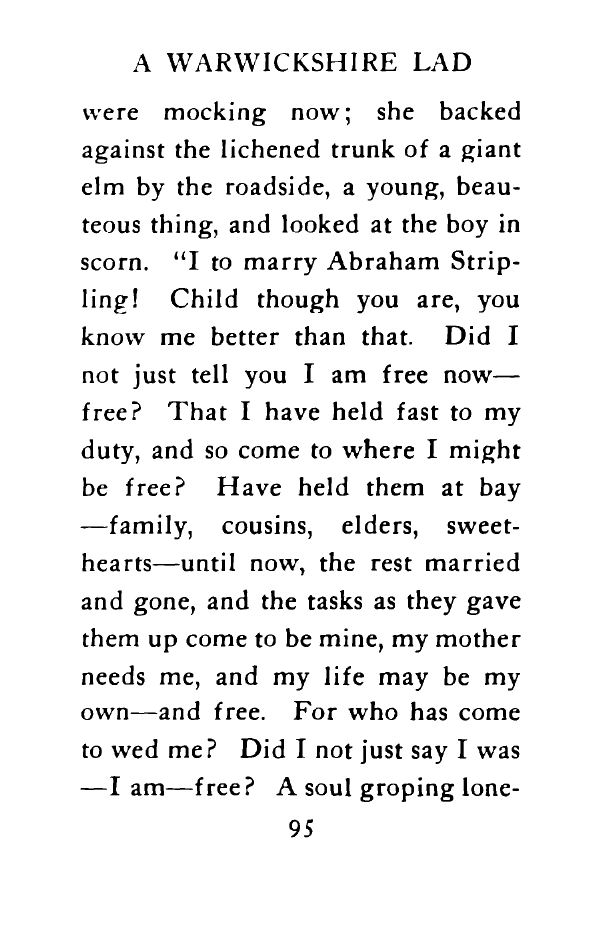 A WARWICKSHIRE LAD
were mocking now; she backed
against the lichened trunk of a giant
elm by the roadside, a young, beau-
teous thing, and looked at the boy in
scorn. “I to marry Abraham Strip-
ling! Child though you are, you
know me better than that. Did I
not just tell you I am free now—
free? That I have held fast to my
duty, and so come to where I might
be free? Have held them at bay
—family, cousins, elders, sweet-
hearts—until now, the rest married
and gone, and the tasks as they gave
them up come to be mine, my mother
needs me, and my life may be my
own—and free. For who has come
to wed me? Did I not just say I was
—I am—free? A soul groping lone-
95